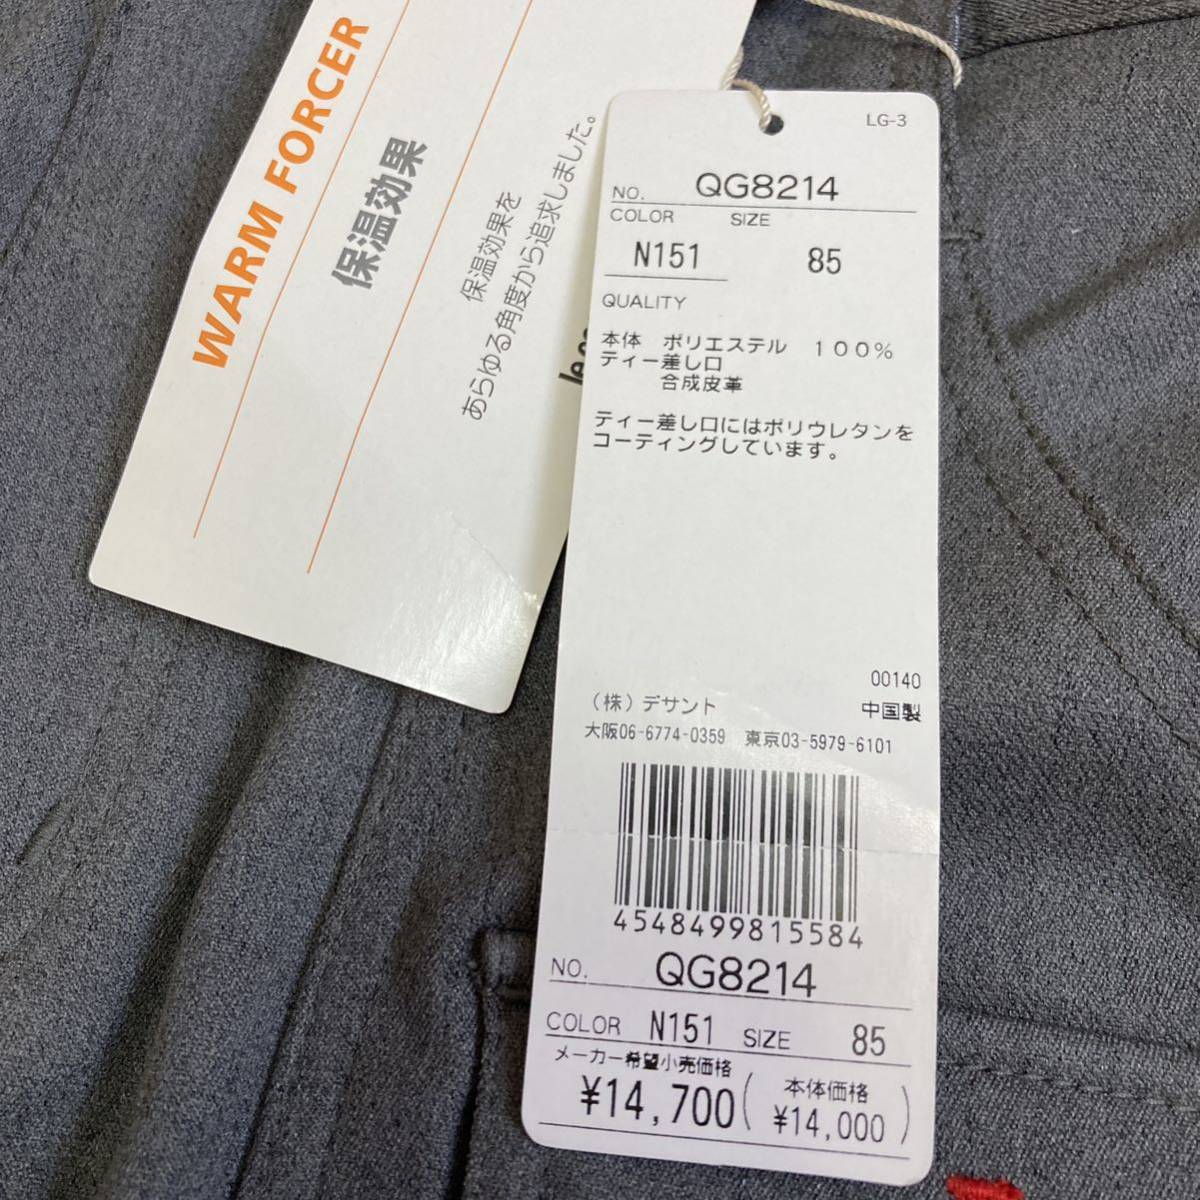 WARM FORCER
保温効果
保温効果を
あらゆる角度から追求しました。
LG-3
NO. QG8214
COLOR SIZE
N151 85
QUALITY
本体 ポリエステル 100%
ティー差し口
合成皮革
ティー差し口にはポリウレタンを
コーティングしています。
00140
(株)デサント 中国製
大阪06-6774-0359 東京03-5979-6101
4548499815584
NO. QG8214
COLOR N151 SIZE 85
メーカー希望小売価格
¥14,700(本体価格 ¥14,000)